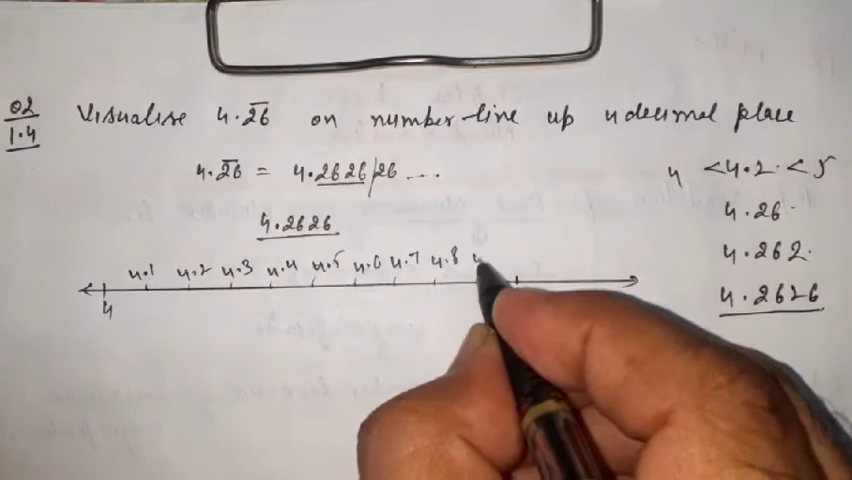 Q2
1.4
Visualise 4.2̅6̅ on number-line up 4 decimal place
4.2̅6̅ = 4.2626/26 ...
4.2626
4 < 4.2 < 5
4.26
4.262
4.2626
4.1 4.2 4.3 4.4 4.5 4.6 4.7 4.8
4